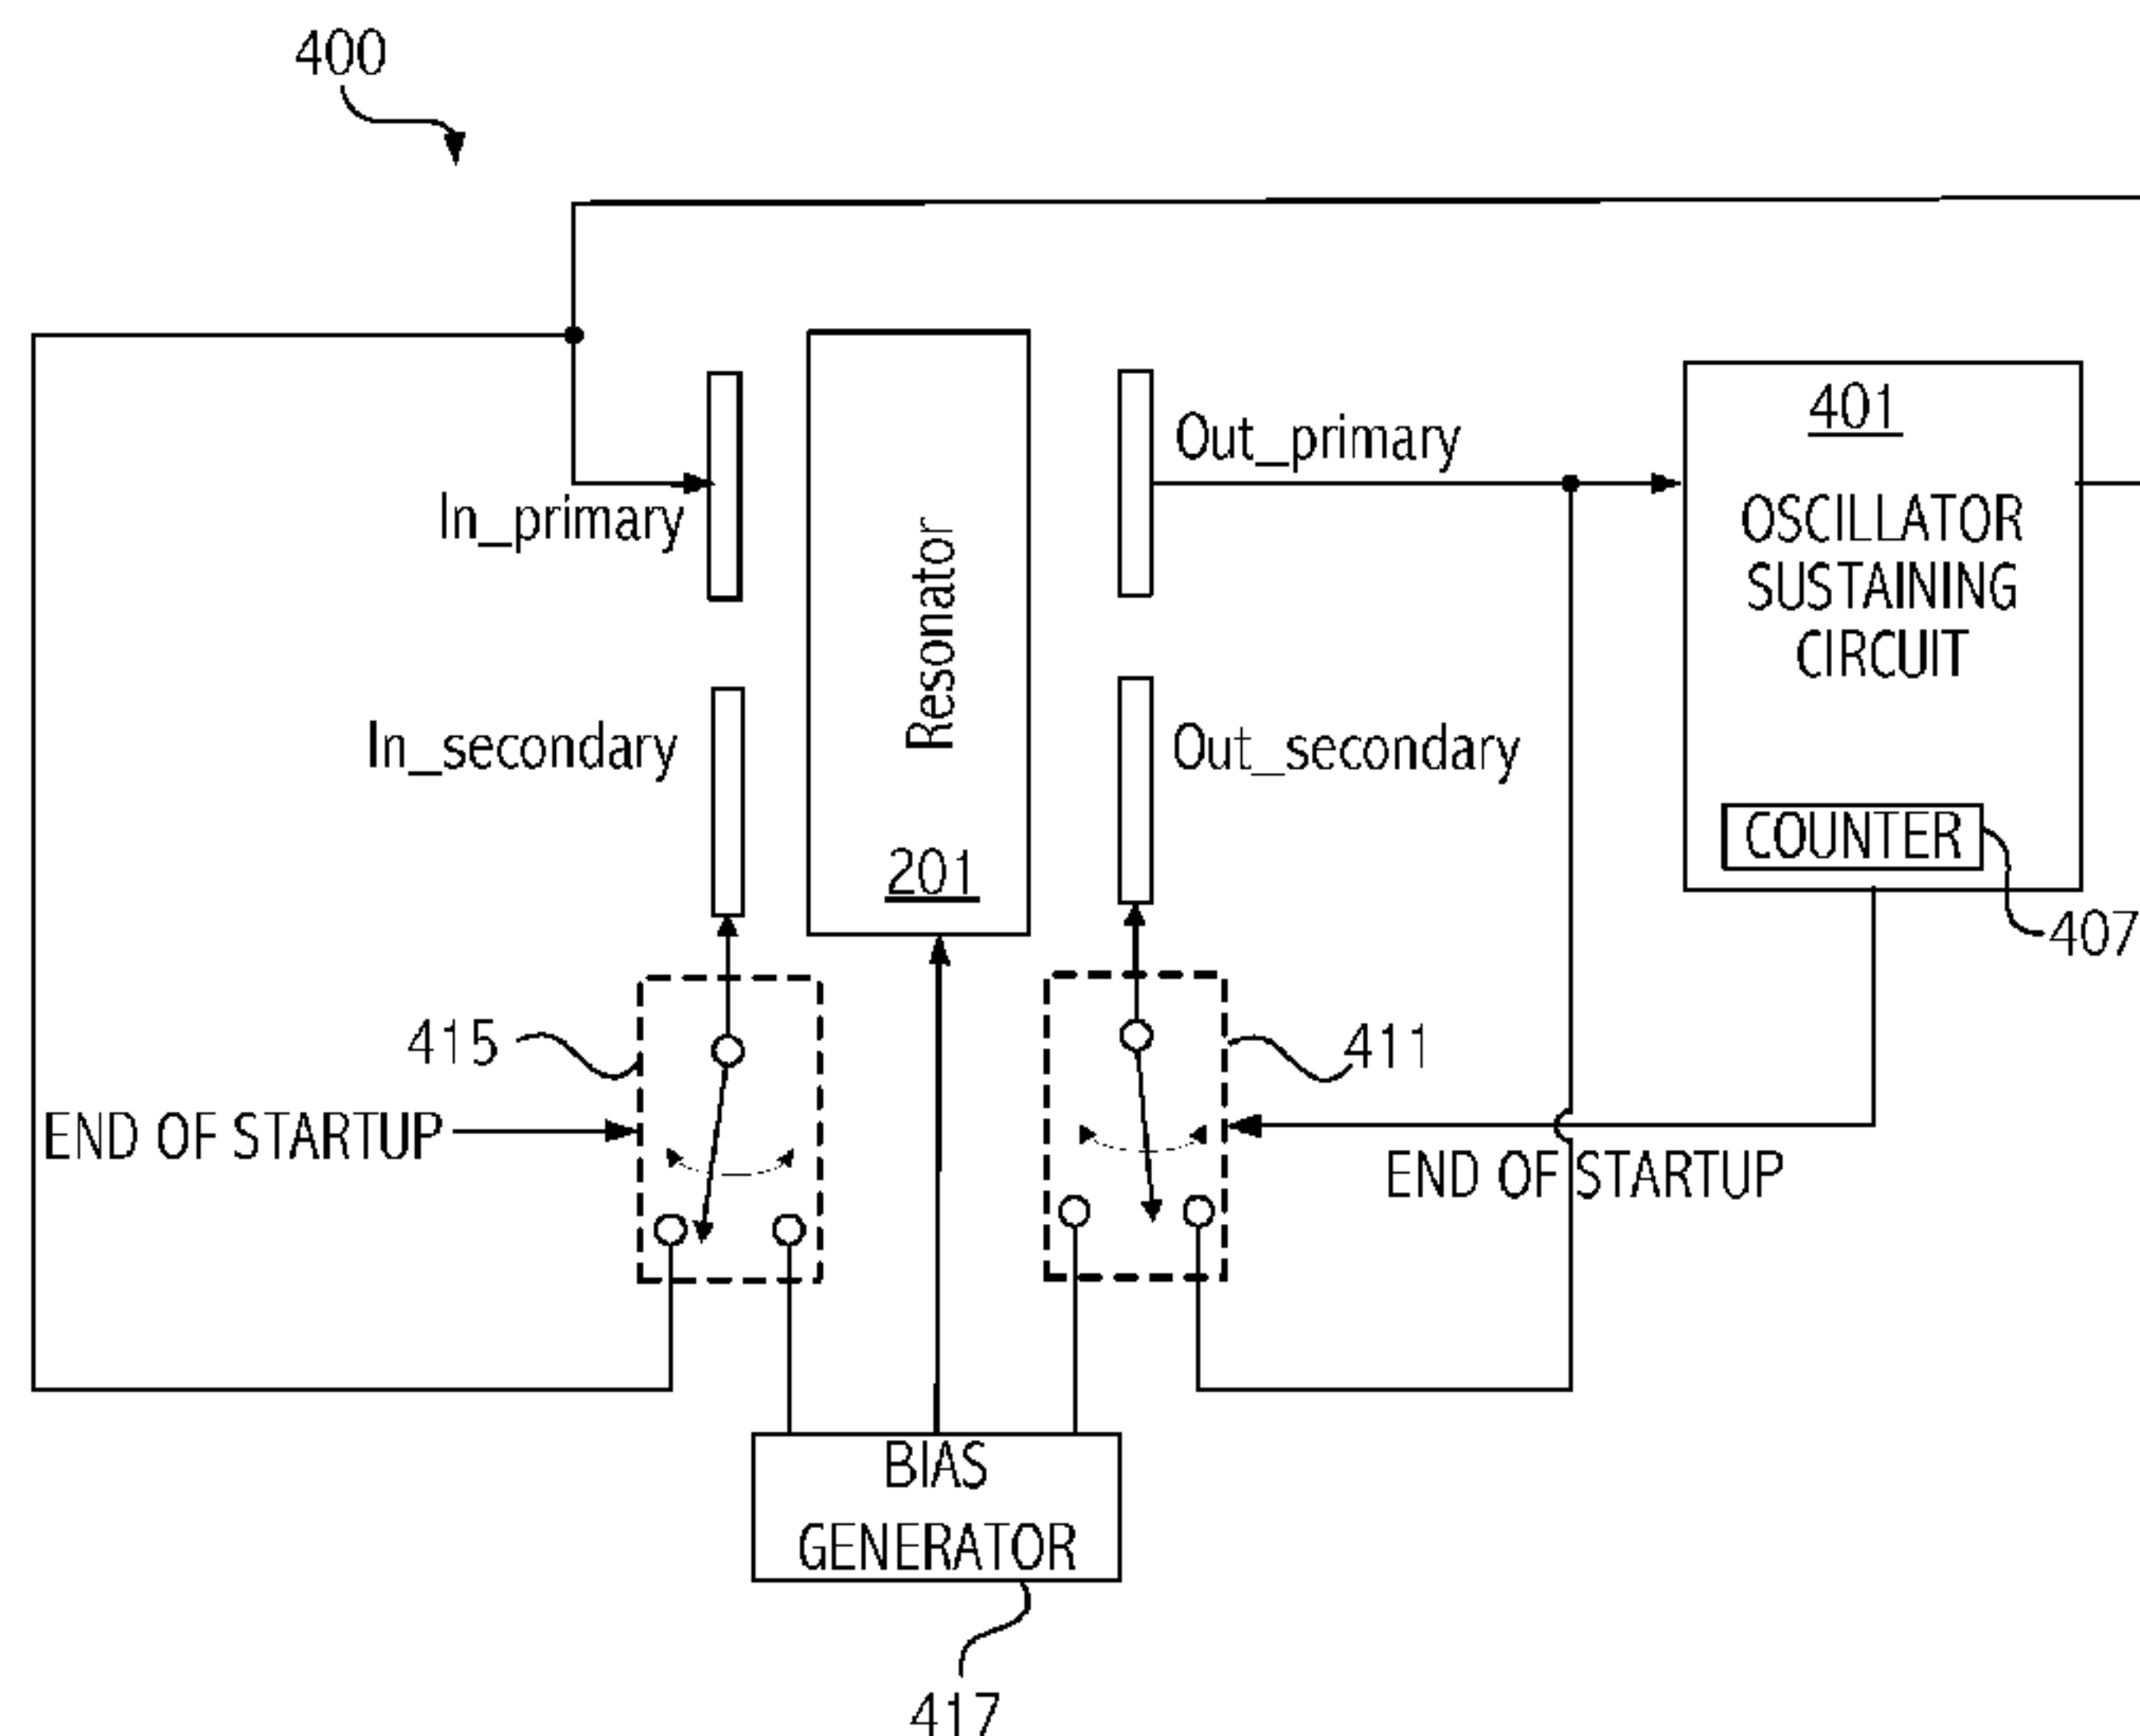 400
401
Out_primary
In_primary
OSCILLATOR
SUSTAINING
CIRCUIT
Resonator
In_secondary
Out_secondary
COUNTER
201
407
415
411
END OF STARTUP
END OF STARTUP
BIAS
GENERATOR
417